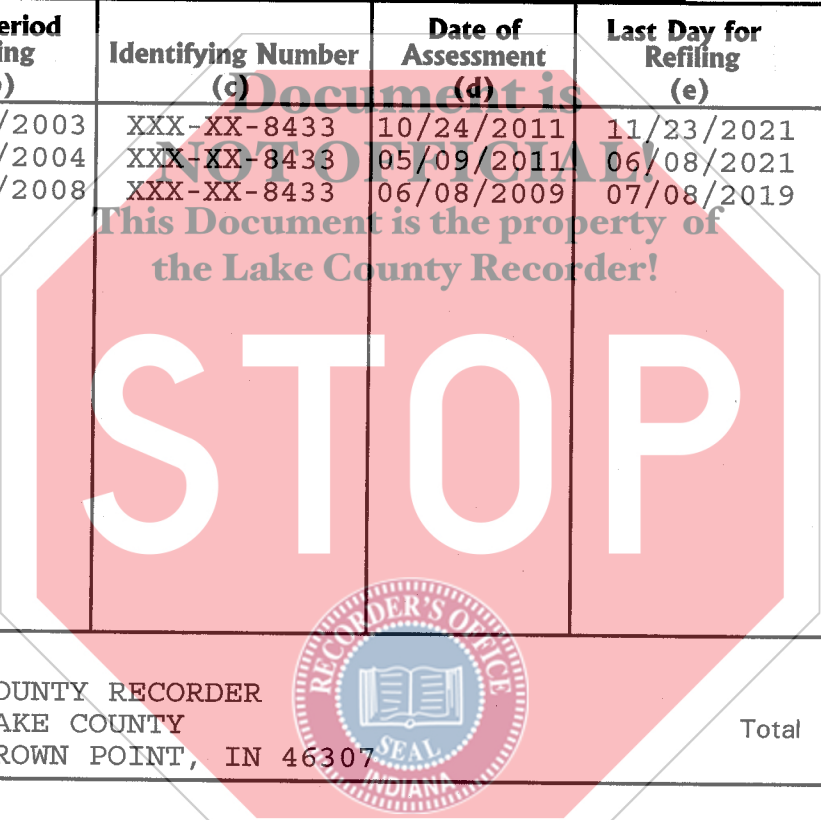 eriod
ing
)
Identifying Number
(c)
Date of
Assessment
(d)
Last Day for
Refiling
(e)
/2003 XXX-XX-8433 10/24/2011 11/23/2021
/2004 XXX-XX-8433 05/09/2011 06/08/2021
/2008 XXX-XX-8433 06/08/2009 07/08/2019
Document is
NOT OFFICIAL!
This Document is the property of
the Lake County Recorder!
STOP
RECORDER'S OFFICE
SEAL
INDIANA
OUNTY RECORDER
AKE COUNTY
ROWN POINT, IN 46307
Total